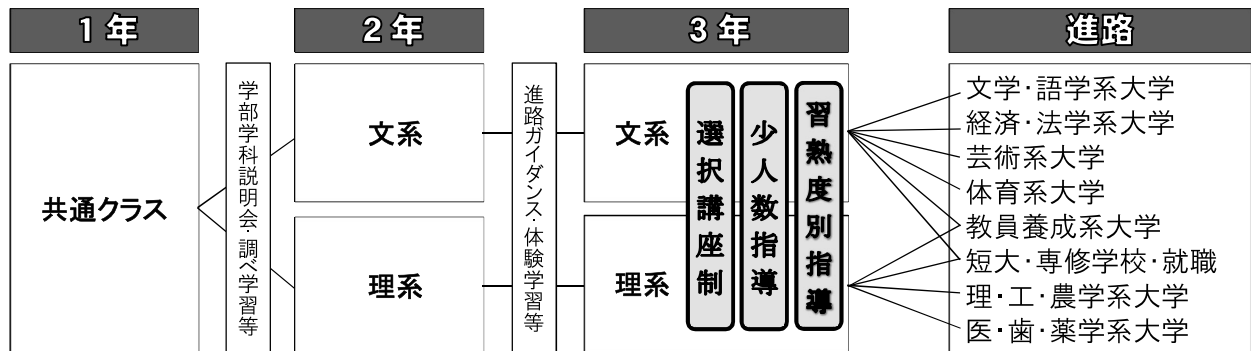 1年
2年
3年
進路
共通クラス
学部学科説明会・調べ学習等
文系
理系
進路ガイダンス・体験学習等
文系
理系
選択講座制
少人数指導
習熟度別指導
文学・語学系大学
経済・法学系大学
芸術系大学
体育系大学
教員養成系大学
短大・専修学校・就職
理・工・農学系大学
医・歯・薬学系大学